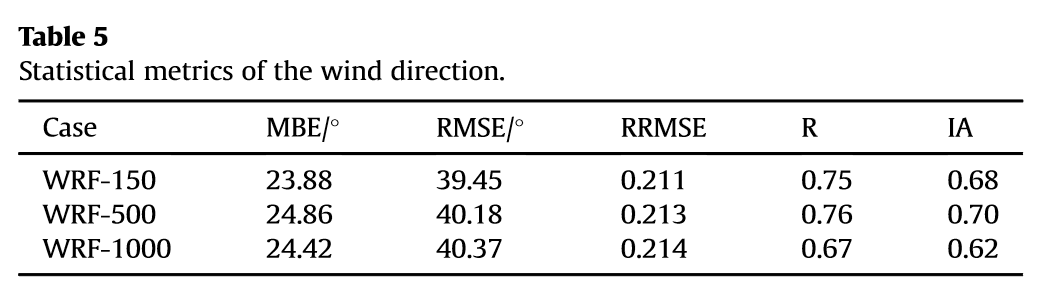 Table 5
Statistical metrics of the wind direction.
Case MBE/° RMSE/° RRMSE R IA
WRF-150 23.88 39.45 0.211 0.75 0.68
WRF-500 24.86 40.18 0.213 0.76 0.70
WRF-1000 24.42 40.37 0.214 0.67 0.62